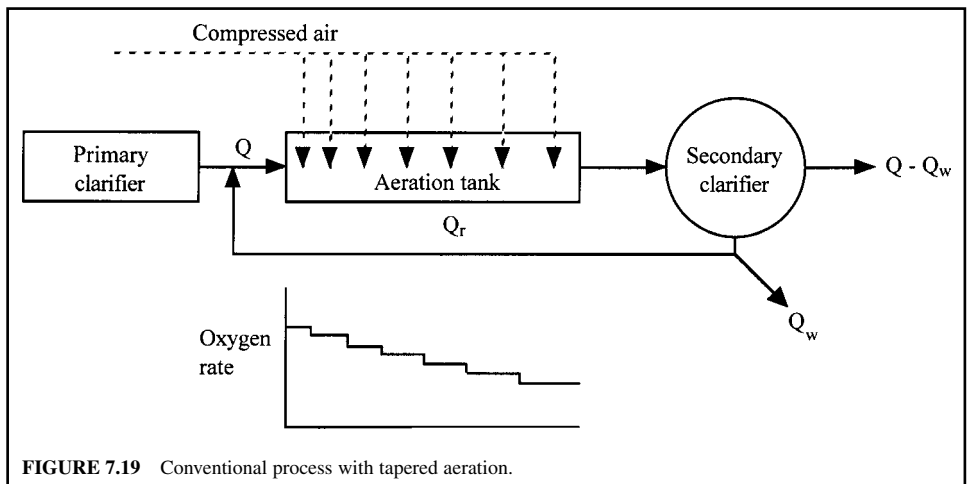 Compressed air
Primary
clarifier
Q
Aeration tank
Secondary
clarifier
Q - Qw
Qr
Qw
Oxygen
rate
FIGURE 7.19 Conventional process with tapered aeration.